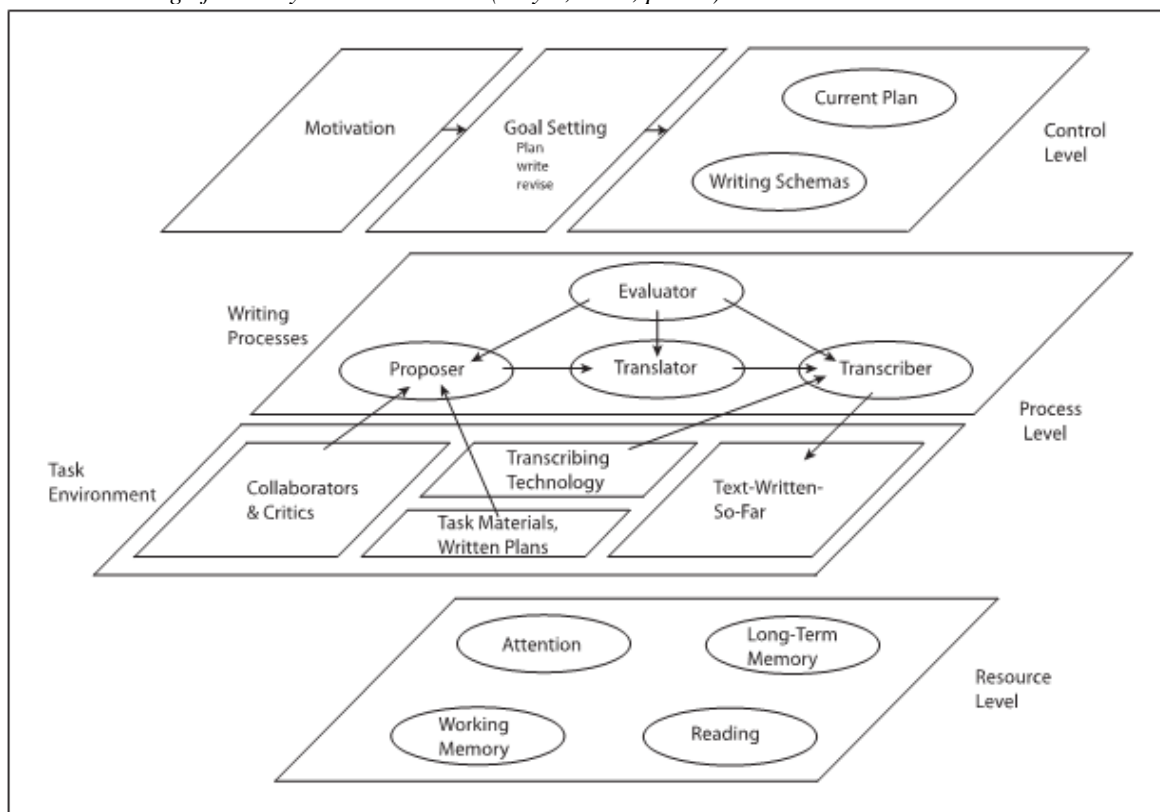 Motivation
Goal Setting
Plan
write
revise
Current Plan
Writing Schemas
Control
Level
Writing
Processes
Evaluator
Proposer
Translator
Transcriber
Process
Level
Task
Environment
Collaborators
& Critics
Transcribing
Technology
Task Materials,
Written Plans
Text-Written-
So-Far
Attention
Long-Term
Memory
Working
Memory
Reading
Resource
Level